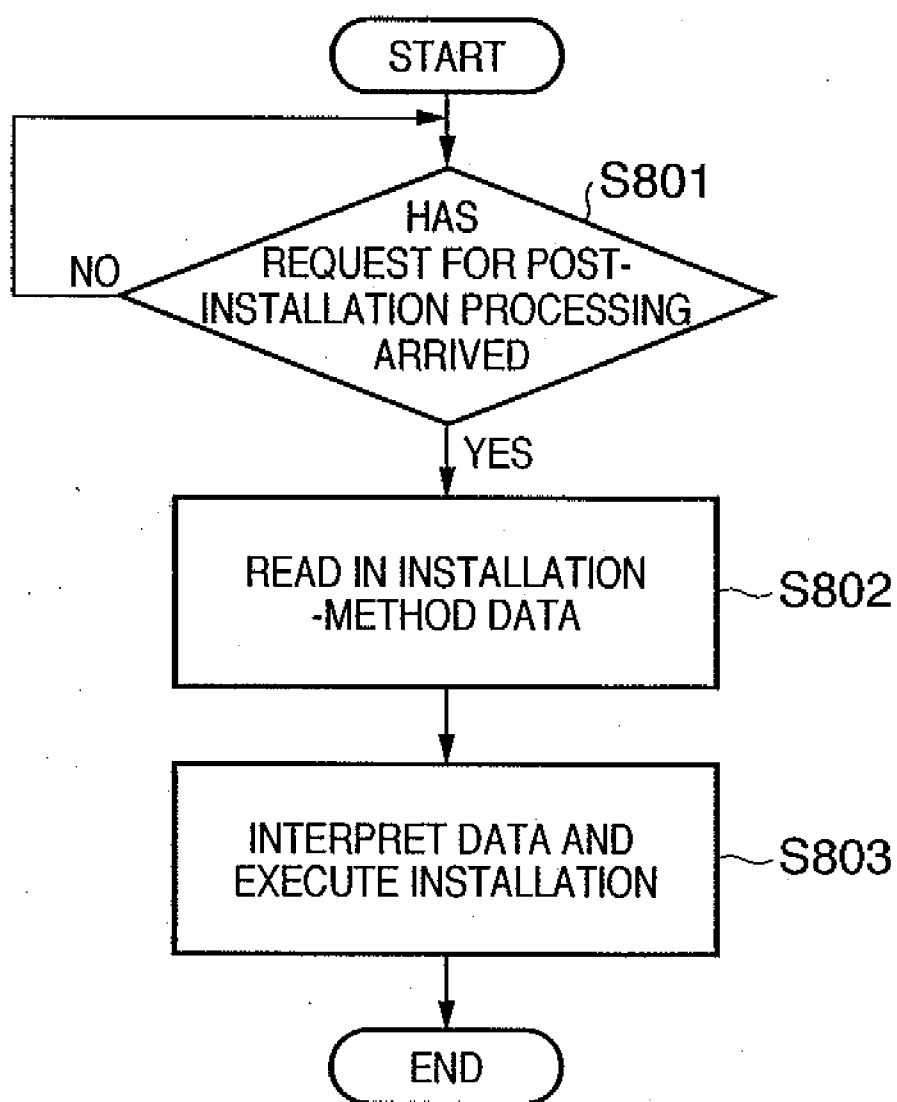 START
S801
HAS
REQUEST FOR POST-
INSTALLATION PROCESSING
ARRIVED
NO
YES
READ IN INSTALLATION
-METHOD DATA
S802
INTERPRET DATA AND
EXECUTE INSTALLATION
S803
END